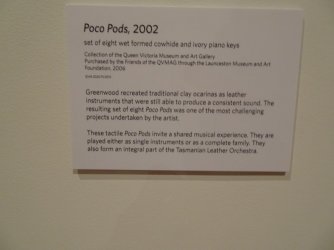 Poco Pods, 2002
set of eight wet formed cowhide and ivory piano keys
Collection of the Queen Victoria Museum and Art Gallery
Purchased by the Friends of the QVMAG through the Launceston Museum and Art
Foundation, 2006
Greenwood recreated traditional clay ocarinas as leather
instruments that were still able to produce a consistent sound. The
resulting set of eight Poco Pods was one of the most challenging
projects undertaken by the artist.
These tactile Poco Pods invite a shared musical experience. They are
played either as single instruments or as a complete family. They
also form an integral part of the Tasmanian Leather Orchestra.